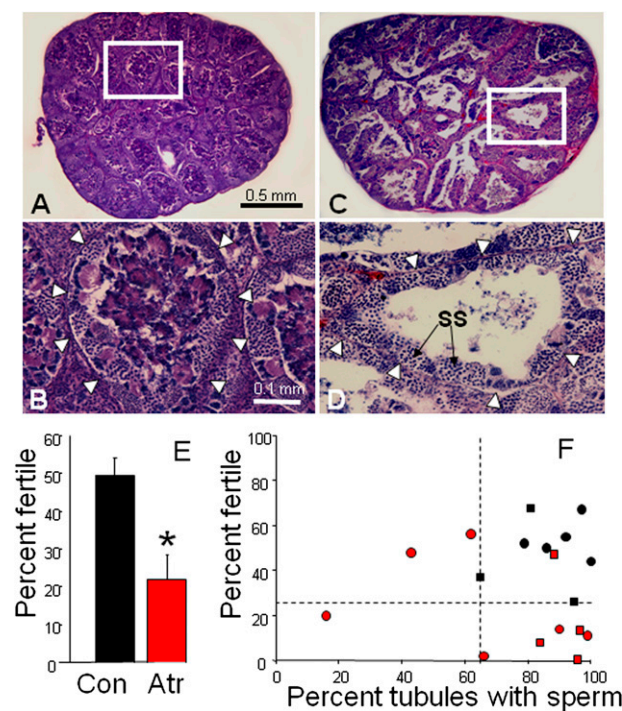 A
0.5 mm
C
B
0.1 mm
SS
D
E
Percent fertile
60
50
40
30
20
10
0
*
Con
Atr
F
Percent fertile
100
80
60
40
20
0
0 20 40 60 80 100
Percent tubules with sperm